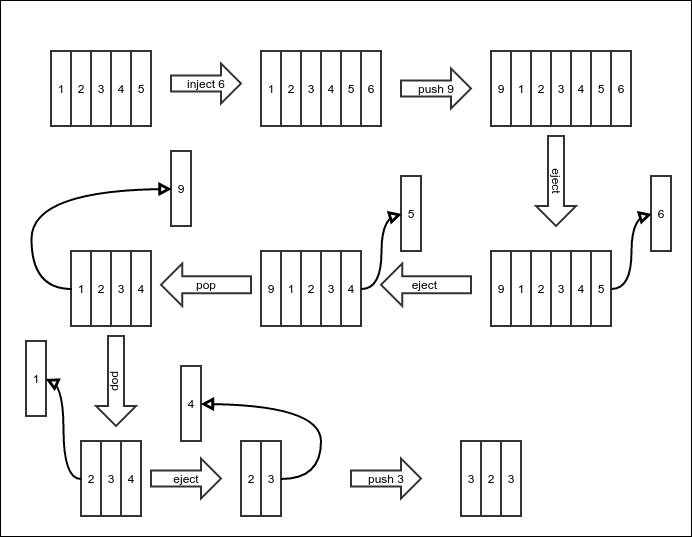 1 2 3 4 5
inject 6
1 2 3 4 5 6
push 9
9 1 2 3 4 5 6
eject
9
5
6
1 2 3 4
pop
9 1 2 3 4
eject
9 1 2 3 4 5
pop
1
4
2 3 4
eject
2 3
push 3
3 2 3